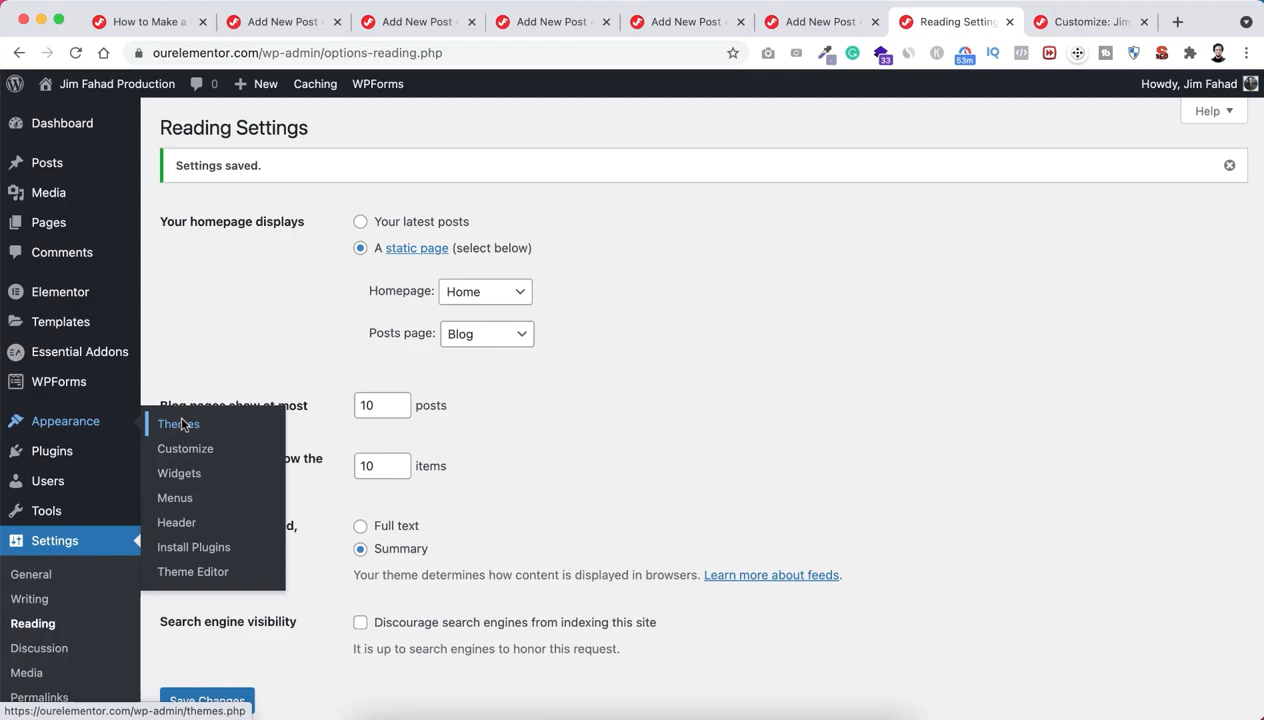 How to Make a
Add New Post
Add New Post
Add New Post
Add New Post
Add New Post
Reading Setting
Customize: Jim
ourelementor.com/wp-admin/options-reading.php
33
53m
IQ
Jim Fahad Production
0
New
Caching
WPForms
Howdy, Jim Fahad
Help
Dashboard
Posts
Media
Pages
Comments
Elementor
Templates
Essential Addons
WPForms
Appearance
Plugins
Users
Tools
Settings
General
Writing
Reading
Discussion
Media
Permalinks
Themes
Customize
Widgets
Menus
Header
Install Plugins
Theme Editor
Reading Settings
Settings saved.
Your homepage displays
Your latest posts
A static page (select below)
Homepage: Home
Posts page: Blog
Blog pages show at most
10 posts
ow the
10 items
d,
Full text
Summary
Your theme determines how content is displayed in browsers. Learn more about feeds.
Search engine visibility
Discourage search engines from indexing this site
It is up to search engines to honor this request.
Save Changes
https://ourelementor.com/wp-admin/themes.php